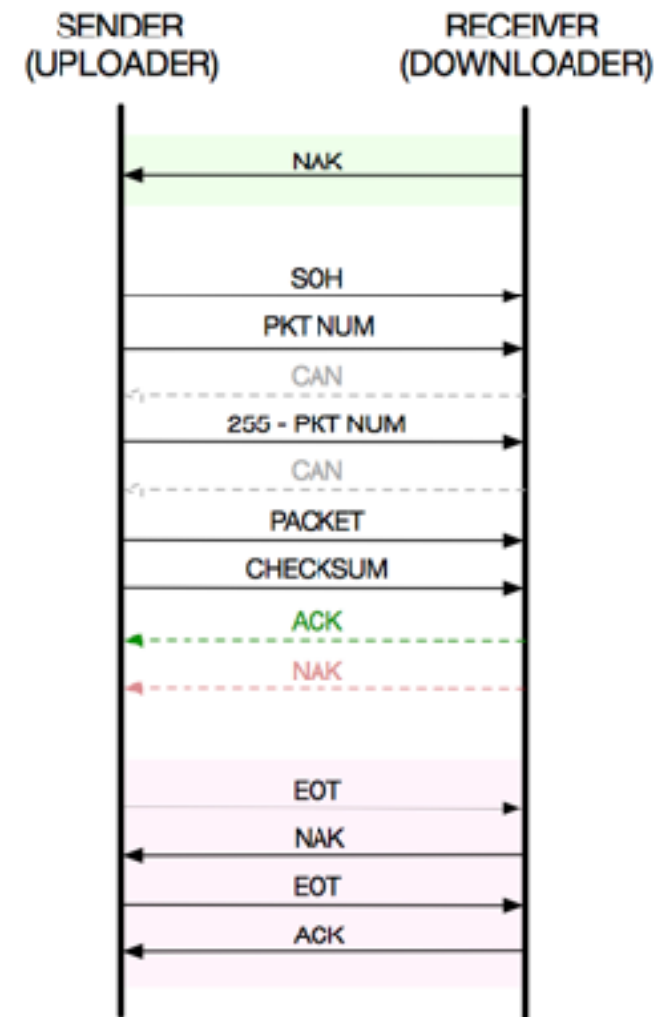 SENDER
(UPLOADER)
RECEIVER
(DOWNLOADER)
NAK
SOH
PKT NUM
CAN
255 - PKT NUM
CAN
PACKET
CHECKSUM
ACK
NAK
EOT
NAK
EOT
ACK